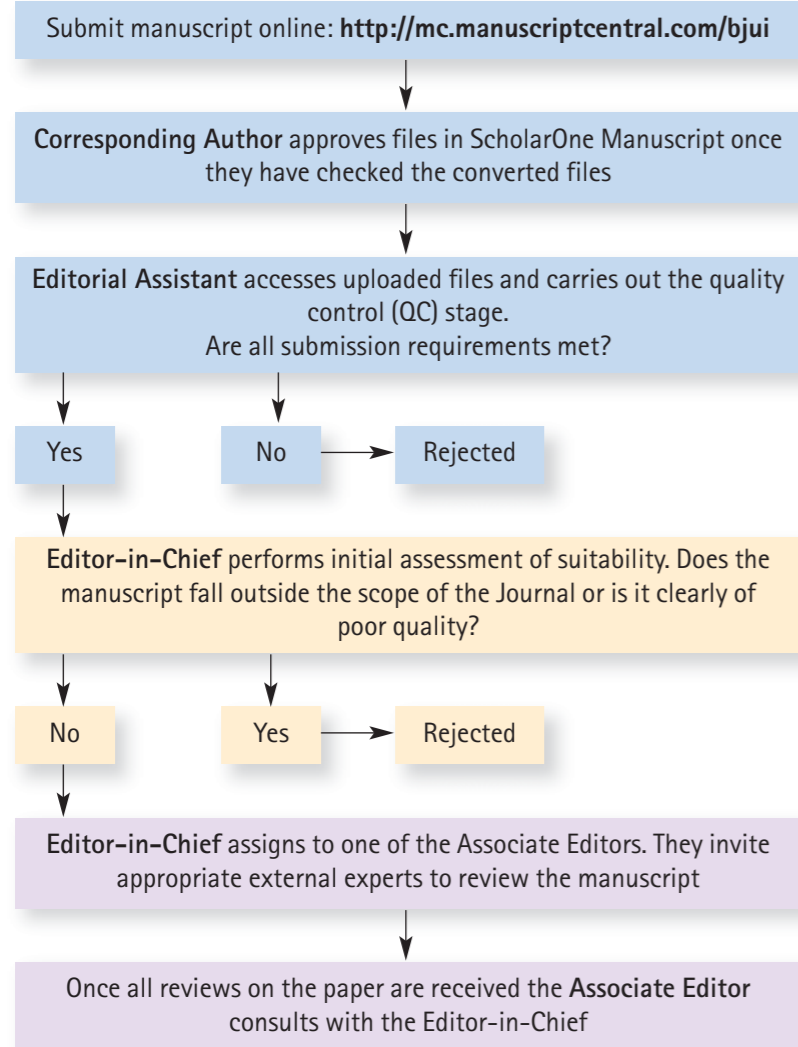 Submit manuscript online: http://mc.manuscriptcentral.com/bjui
Corresponding Author approves files in ScholarOne Manuscript once
they have checked the converted files
Editorial Assistant accesses uploaded files and carries out the quality
control (QC) stage.
Are all submission requirements met?
Yes
No
Rejected
Editor-in-Chief performs initial assessment of suitability. Does the
manuscript fall outside the scope of the Journal or is it clearly of
poor quality?
No
Yes
Rejected
Editor-in-Chief assigns to one of the Associate Editors. They invite
appropriate external experts to review the manuscript
Once all reviews on the paper are received the Associate Editor
consults with the Editor-in-Chief